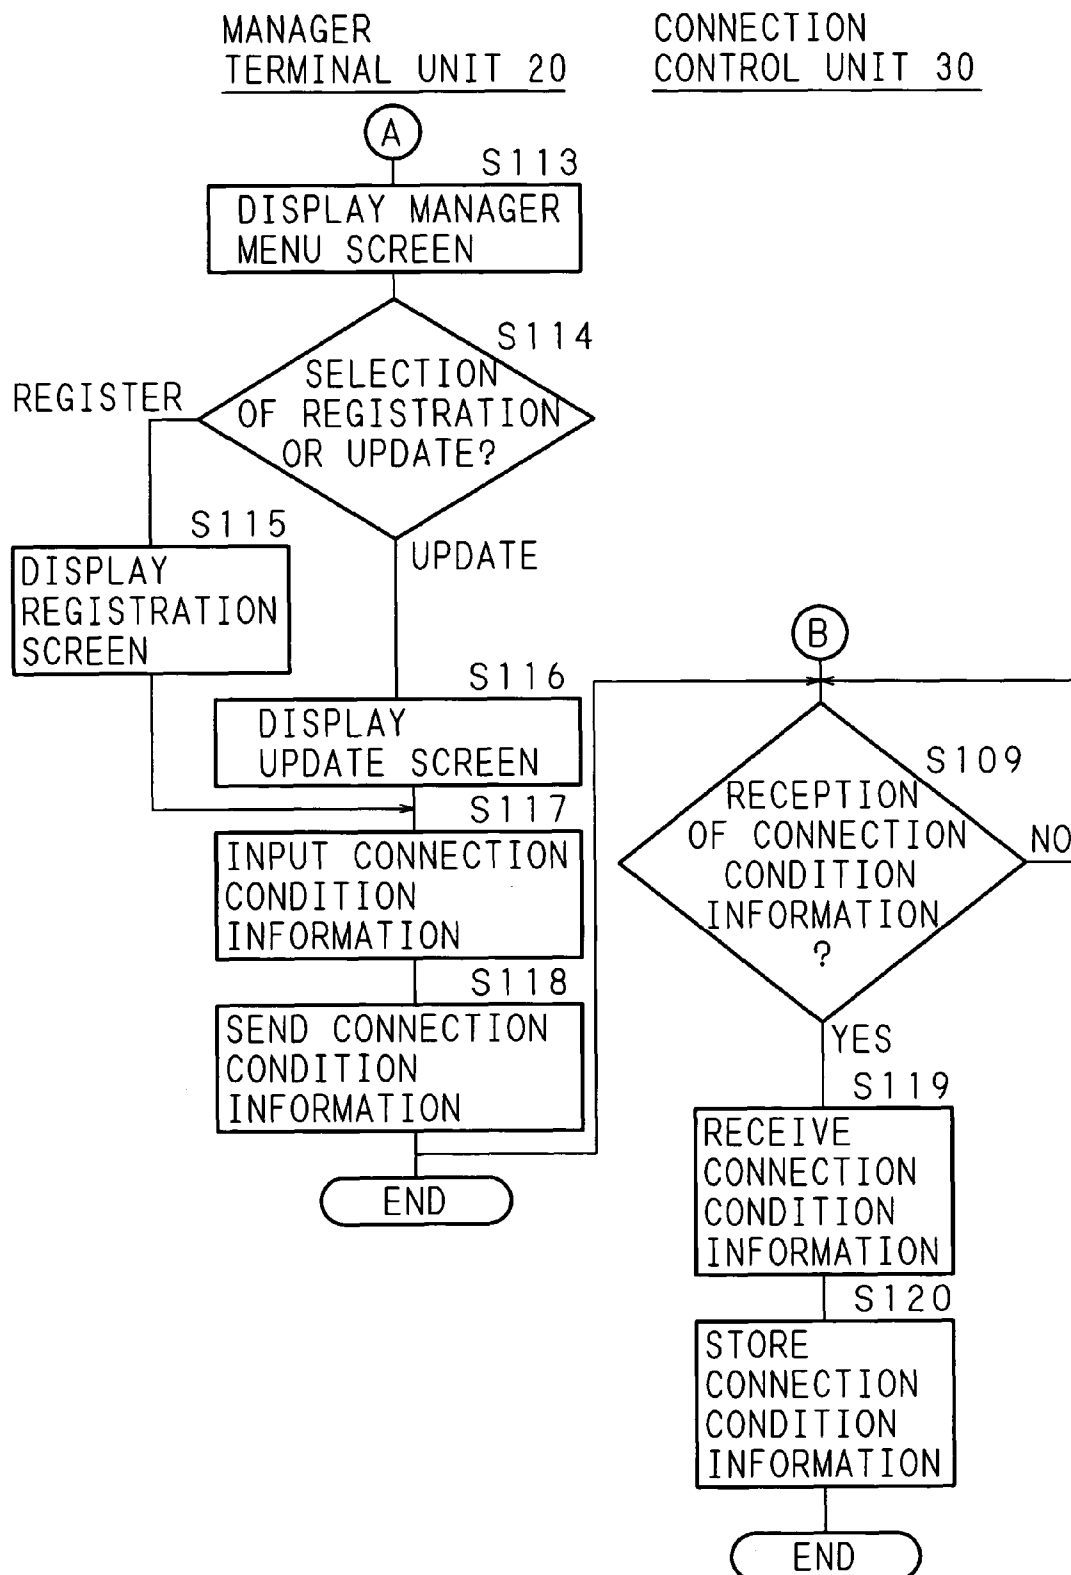 MANAGER
TERMINAL UNIT 20
CONNECTION
CONTROL UNIT 30
A
S113
DISPLAY MANAGER
MENU SCREEN
S114
SELECTION
OF REGISTRATION
OR UPDATE?
REGISTER
UPDATE
S115
DISPLAY
REGISTRATION
SCREEN
S116
DISPLAY
UPDATE SCREEN
S117
INPUT CONNECTION
CONDITION
INFORMATION
S118
SEND CONNECTION
CONDITION
INFORMATION
END
B
S109
RECEPTION
OF CONNECTION
CONDITION
INFORMATION
?
NO
YES
S119
RECEIVE
CONNECTION
CONDITION
INFORMATION
S120
STORE
CONNECTION
CONDITION
INFORMATION
END